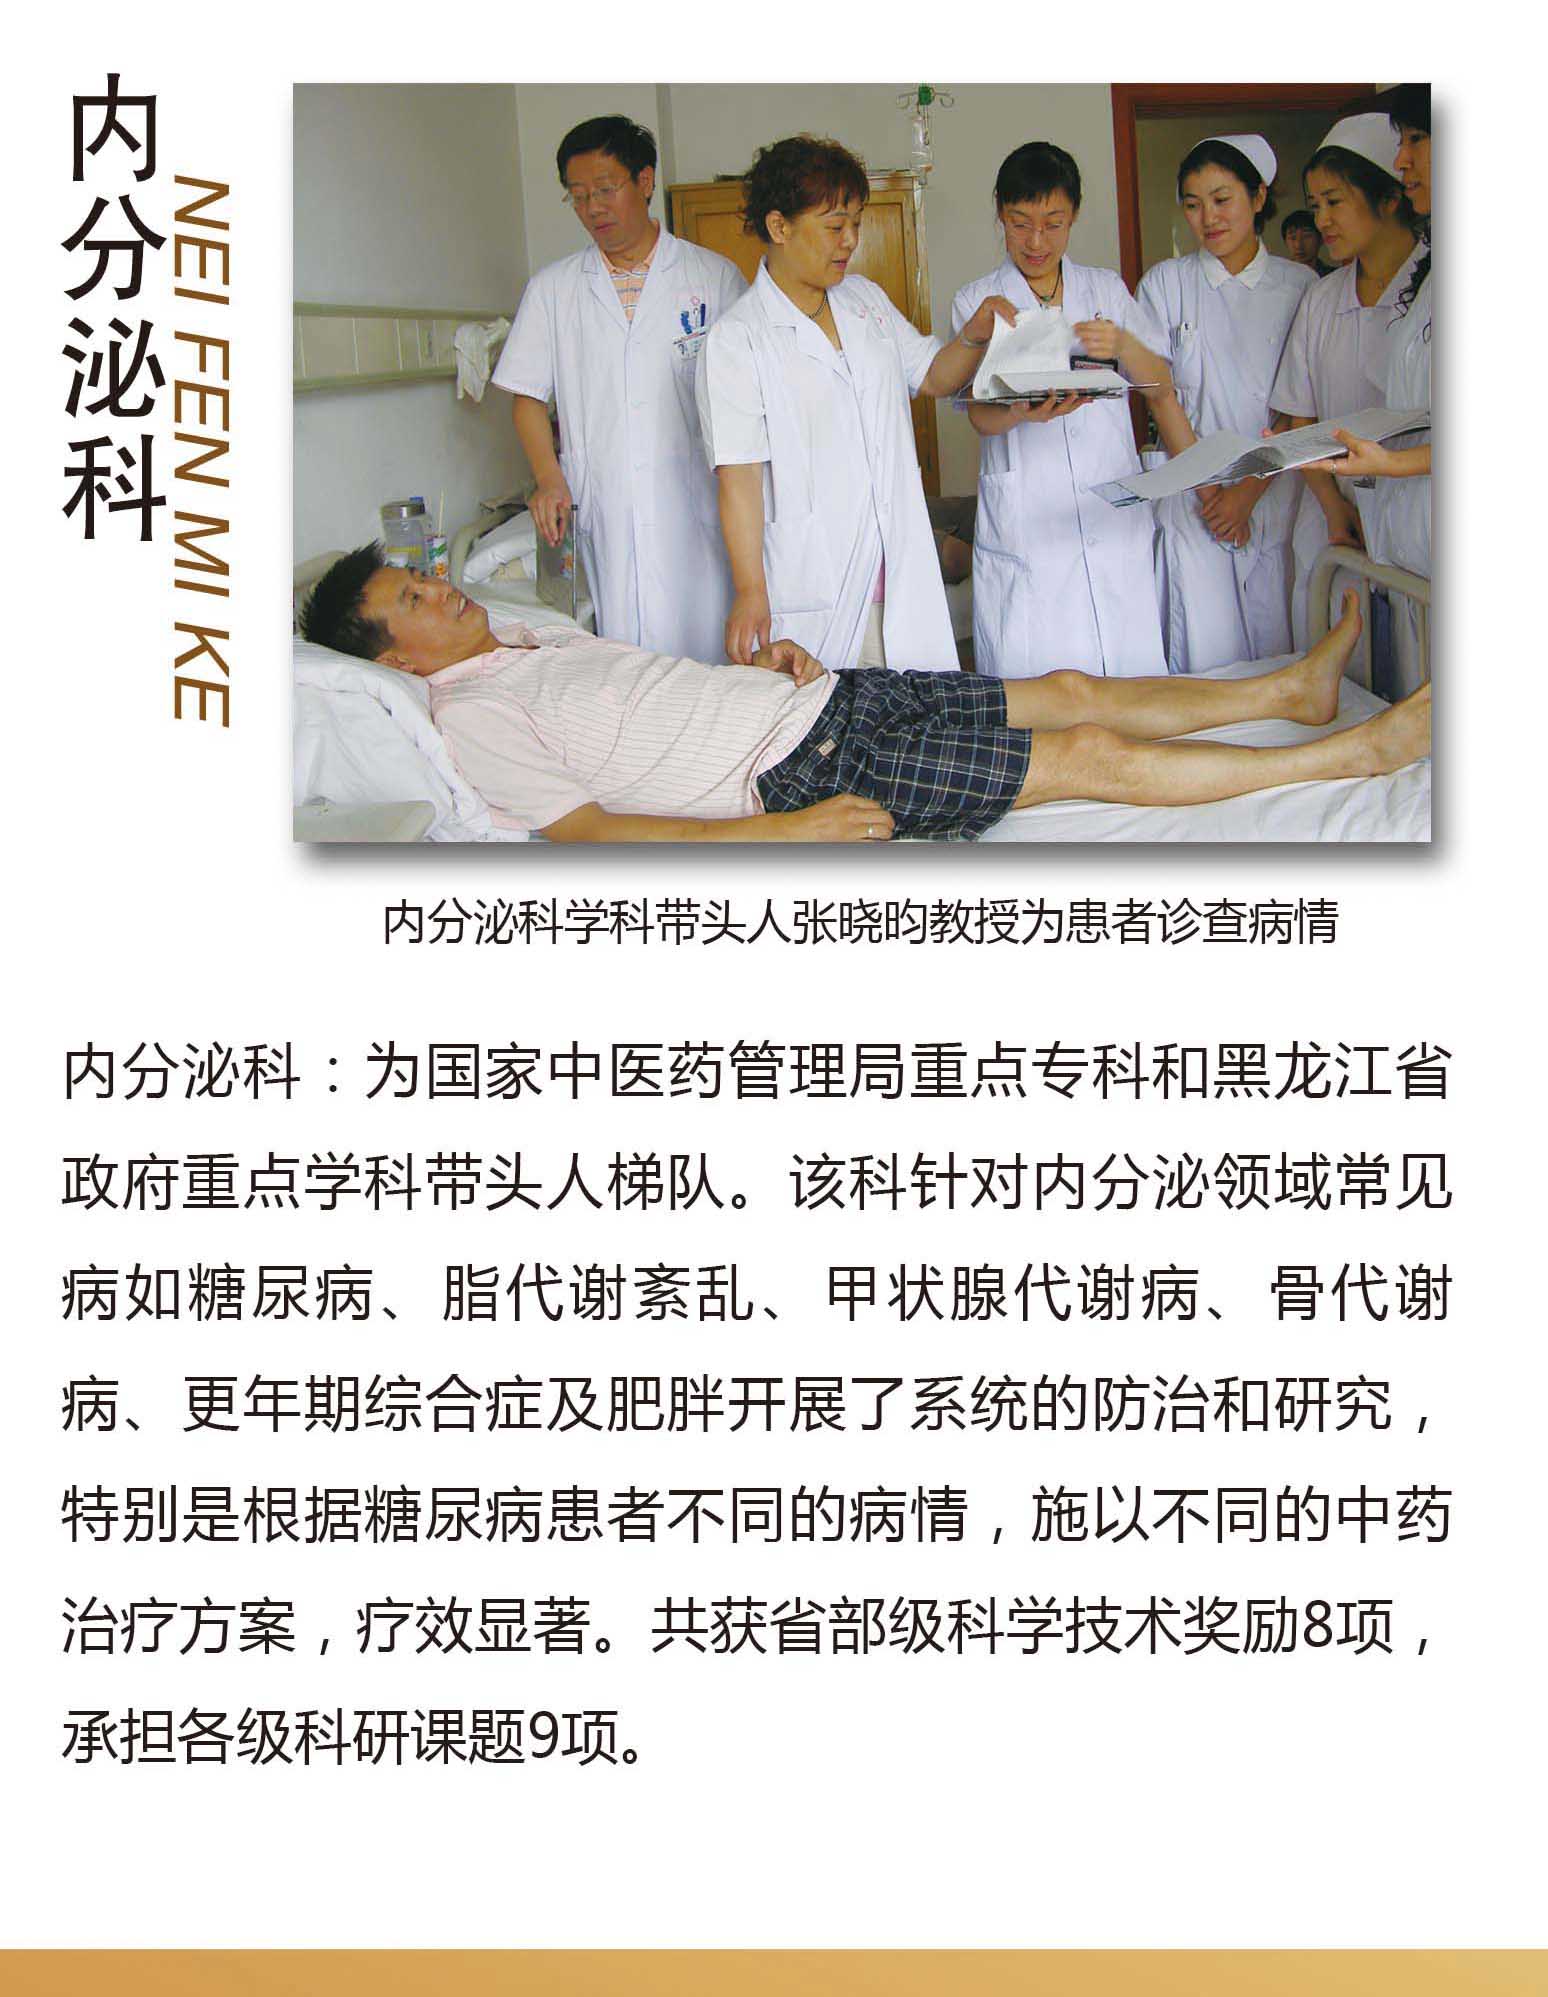 内分泌科
NEI FEN MI KE
内分泌科学科带头人张晓昀教授为患者诊查病情
内分泌科：为国家中医药管理局重点专科和黑龙江省
政府重点学科带头人梯队。该科针对内分泌领域常见
病如糖尿病、脂代谢紊乱、甲状腺代谢病、骨代谢
病、更年期综合症及肥胖开展了系统的防治和研究，
特别是根据糖尿病患者不同的病情，施以不同的中药
治疗方案，疗效显著。共获省部级科学技术奖励8项，
承担各级科研课题9项。